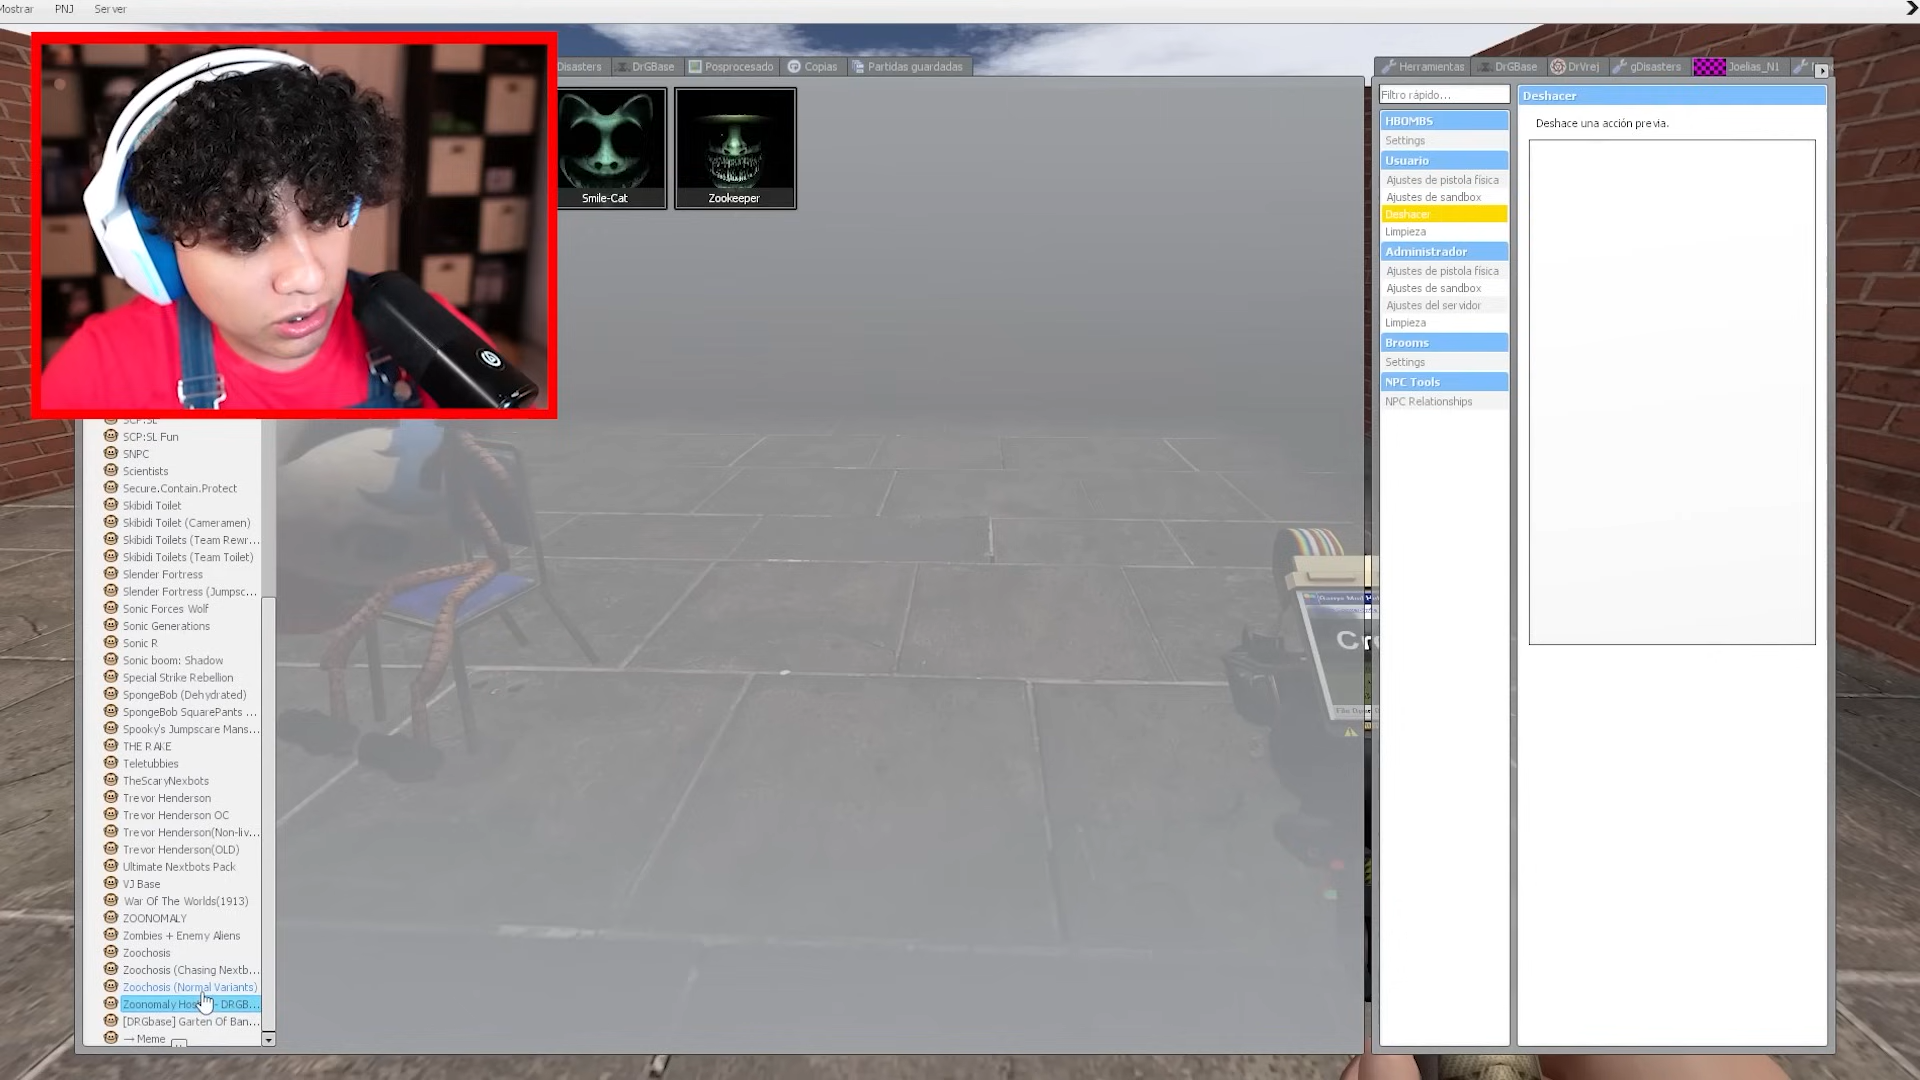 Mostrar PNJ Server
Disasters DrGBase Posprocesado Copias Partidas guardadas
Herramientas DrGBase DrVrej gDisasters Joelias_N1
Smile-Cat
Zookeeper
SCP:SL
SCP:SL Fun
SNPC
Scientists
Secure.Contain.Protect
Skibidi Toilet
Skibidi Toilet (Cameramen)
Skibidi Toilets (Team Rewr...
Skibidi Toilets (Team Toilet)
Slender Fortress
Slender Fortress (Jumpsc...
Sonic Forces Wolf
Sonic Generations
Sonic R
Sonic boom: Shadow
Special Strike Rebellion
SpongeBob (Dehydrated)
SpongeBob SquarePants ...
Spooky's Jumpscare Mans...
THE RAKE
Teletubbies
TheScaryNexbots
Trevor Henderson
Trevor Henderson OC
Trevor Henderson(Non-liv...
Trevor Henderson(OLD)
Ultimate Nextbots Pack
VJ Base
War Of The Worlds(1913)
ZOONOMALY
Zombies + Enemy Aliens
Zoochosis
Zoochosis (Chasing Nextb...
Zoochosis (Normal Variants)
Zoonomaly - DRGB...
[DRGbase] Garten Of Ban...
→ Meme
Filtro rápido...
HBOMBS
Settings
Usuario
Ajustes de pistola física
Ajustes de sandbox
Deshacer
Limpieza
Administrador
Ajustes de pistola física
Ajustes de sandbox
Ajustes del servidor
Limpieza
Brooms
Settings
NPC Tools
NPC Relationships
Deshacer
Deshace una acción previa.